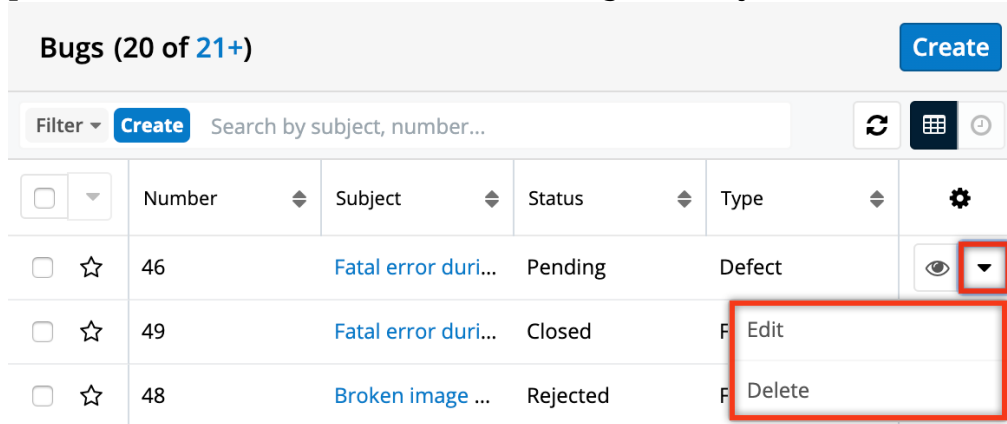 Bugs (20 of 21+)
Create
Filter Create Search by subject, number...
Number Subject Status Type
46 Fatal error duri... Pending Defect
49 Fatal error duri... Closed F
Edit
48 Broken image ... Rejected F
Delete